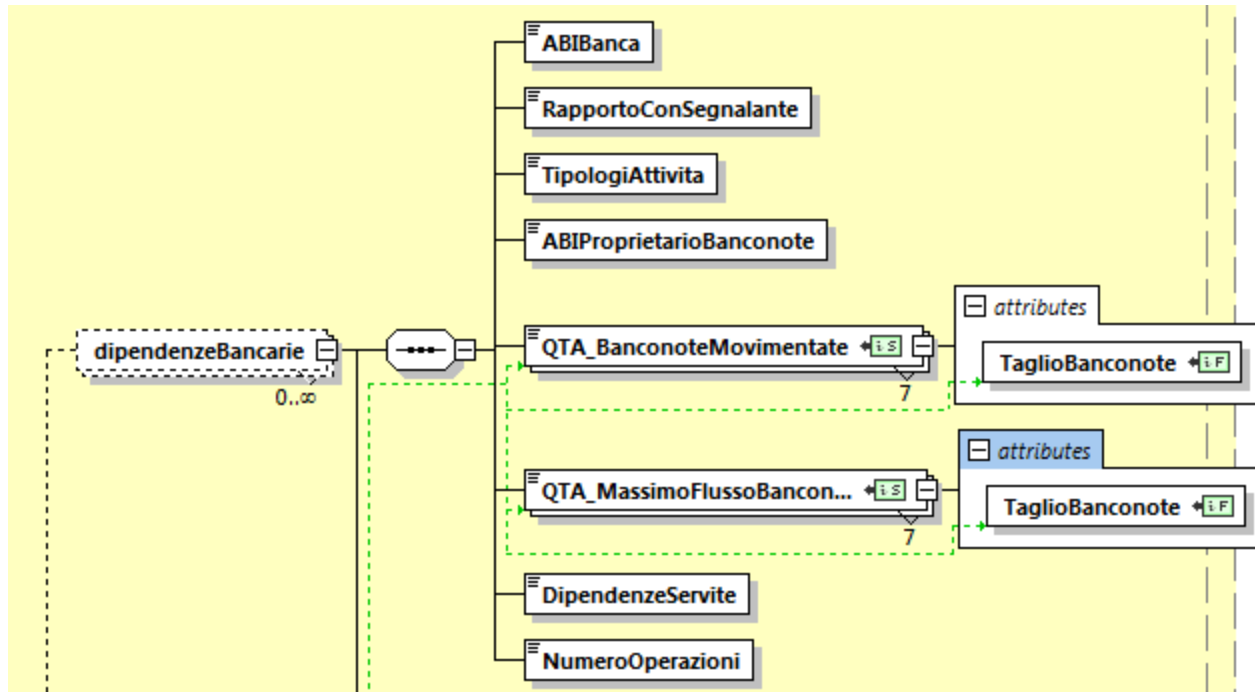 ABIBanca
RapportoConSegnalante
TipologiAttivita
ABIProprietarioBanconote
attributes
dipendenzeBancarie
QTA_BanconoteMovimentate
i S
TaglioBanconote
i F
0..∞
7
attributes
QTA_MassimoFlussoBancon...
i S
TaglioBanconote
i F
7
DipendenzeServite
NumeroOperazioni